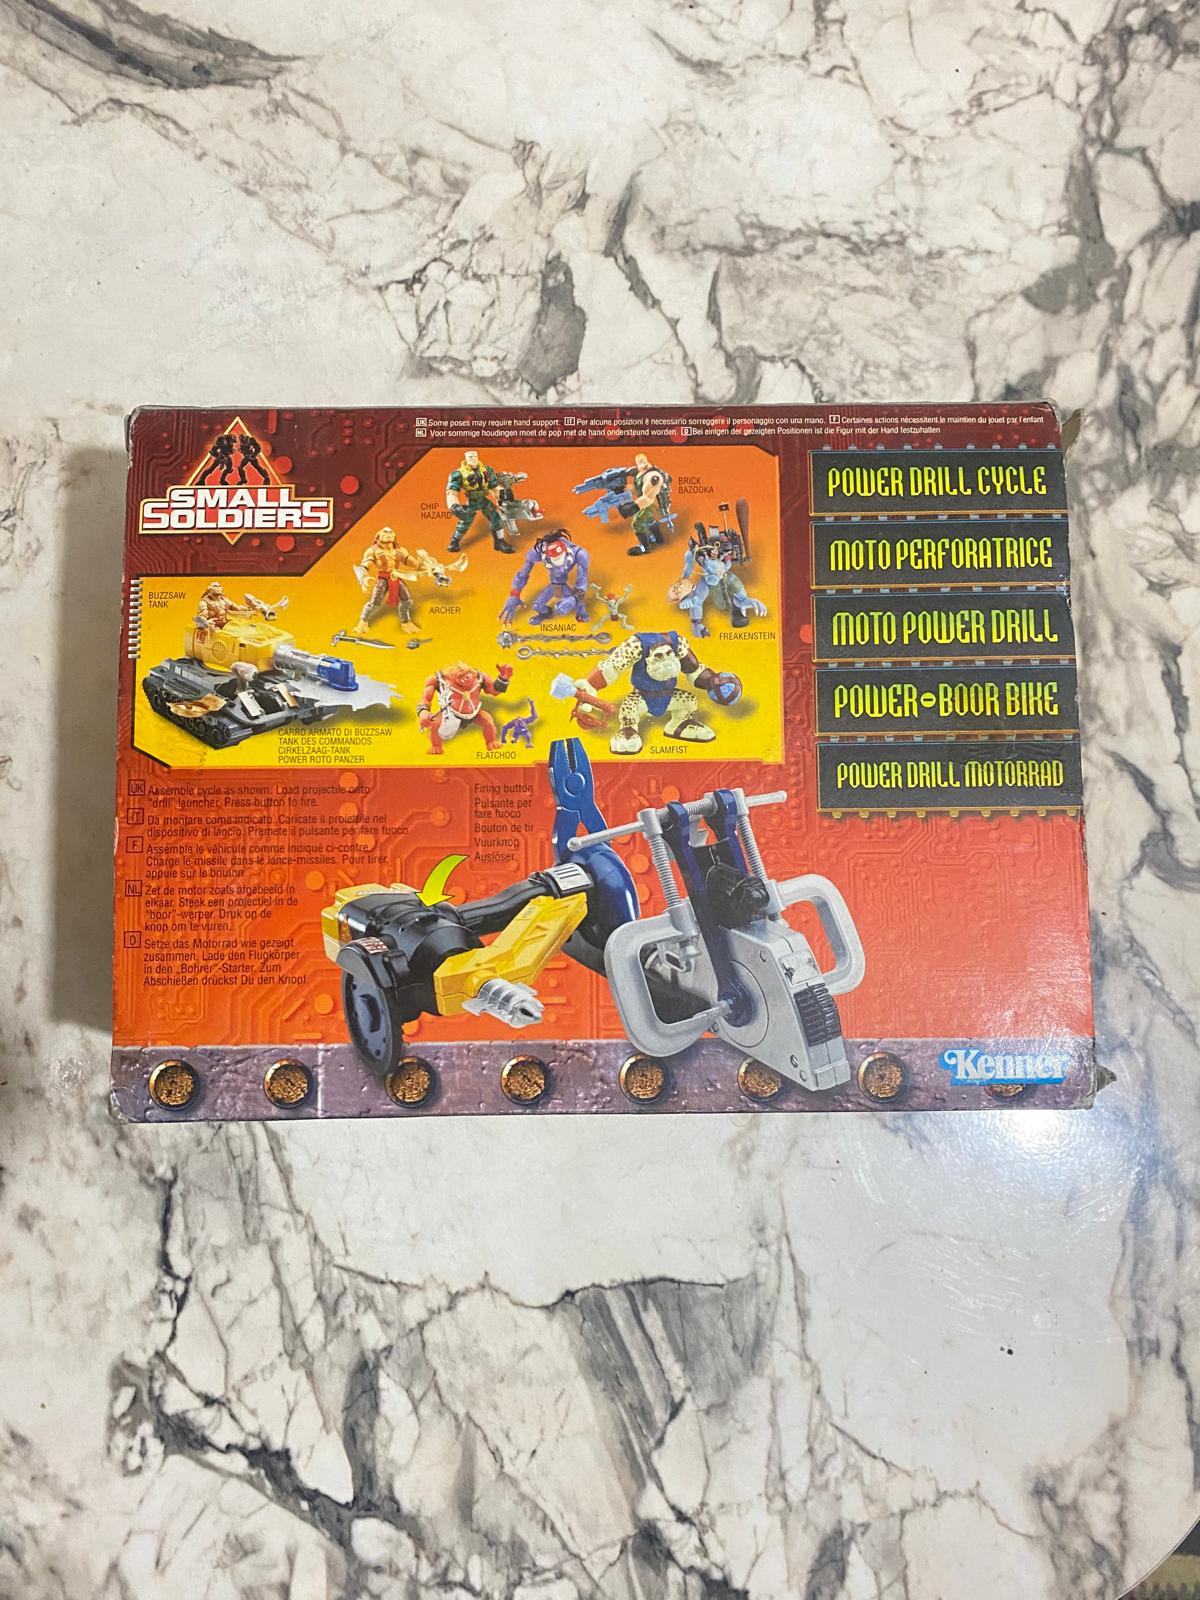 UK Some poses may require hand support. IT Per alcune posizioni è necessario sorreggere il personaggio con una mano. F Certaines actions nécessitent le maintien du jouet par l'enfant
NL Voor sommige houdingen moet de pop met de hand ondersteund worden. D Bei einigen der gezeigten Positionen ist die Figur mit der Hand festzuhalten
SMALL
SOLDIERS
CHIP
HAZARD
BRICK
BAZOOKA
BUZZSAW
TANK
ARCHER
INSANIAC
FREAKENSTEIN
CARRO ARMATO DI BUZZSAW
TANK DES COMMANDOS
CIRKELZAAG-TANK
POWER ROTO PANZER
FLATCHOO
SLAMFIST
POWER DRILL CYCLE
MOTO PERFORATRICE
MOTO POWER DRILL
POWER-BOOR BIKE
POWER DRILL MOTORRAD
UK Assemble cycle as shown. Load projectile onto
"drill" launcher. Press button to fire.
IT Da montare come indicato. Caricate il proiettile nel
dispositivo di lancio. Premete il pulsante per fare fuoco.
F Assemble le véhicule comme indiqué ci-contre.
Charge le missile dans le lance-missiles. Pour tirer,
appuie sur le bouton.
NL Zet de motor zoals afgebeeld in
elkaar. Steek een projectiel in de
"boor"-werper. Druk op de
knop om te vuren.
D Setze das Motorrad wie gezeigt
zusammen. Lade den Flugkörper
in den „Bohrer"-Starter. Zum
Abschießen drückst Du den Knopf.
Firing button
Pulsante per
fare fuoco
Bouton de tir
Vuurknop
Auslöser
Kenner